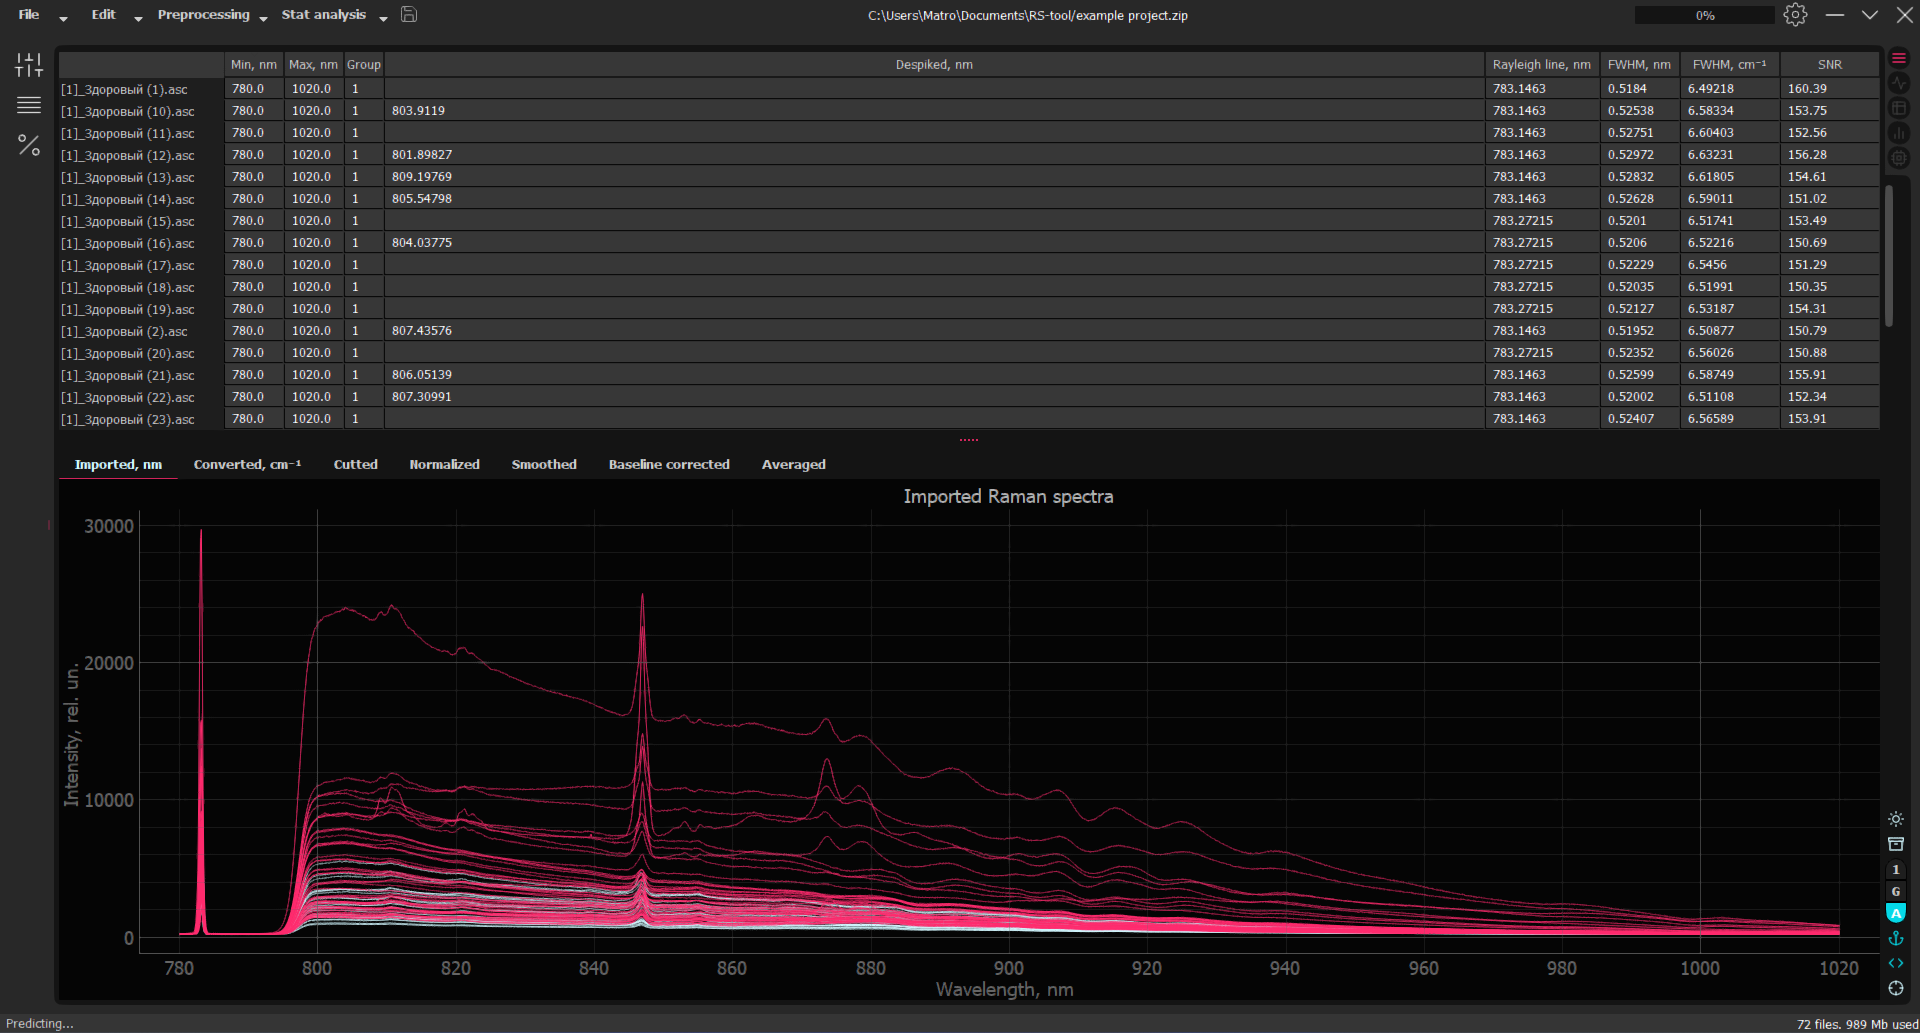 File Edit Preprocessing Stat analysis C:\Users\Matro\Documents\RS-tool/example project.zip 0%
Min, nm Max, nm Group Despiked, nm Rayleigh line, nm FWHM, nm FWHM, cm⁻¹ SNR
[1]_Здоровый (1).asc 780.0 1020.0 1 783.1463 0.5184 6.49218 160.39
[1]_Здоровый (10).asc 780.0 1020.0 1 803.9119 783.1463 0.52538 6.58334 153.75
[1]_Здоровый (11).asc 780.0 1020.0 1 783.1463 0.52751 6.60403 152.56
[1]_Здоровый (12).asc 780.0 1020.0 1 801.89827 783.1463 0.52972 6.63231 156.28
[1]_Здоровый (13).asc 780.0 1020.0 1 809.19769 783.1463 0.52832 6.61805 154.61
[1]_Здоровый (14).asc 780.0 1020.0 1 805.54798 783.1463 0.52628 6.59011 151.02
[1]_Здоровый (15).asc 780.0 1020.0 1 783.27215 0.5201 6.51741 153.49
[1]_Здоровый (16).asc 780.0 1020.0 1 804.03775 783.27215 0.5206 6.52216 150.69
[1]_Здоровый (17).asc 780.0 1020.0 1 783.27215 0.52229 6.5456 151.29
[1]_Здоровый (18).asc 780.0 1020.0 1 783.27215 0.52035 6.51991 150.35
[1]_Здоровый (19).asc 780.0 1020.0 1 783.27215 0.52127 6.53187 154.31
[1]_Здоровый (2).asc 780.0 1020.0 1 807.43576 783.1463 0.51952 6.50877 150.79
[1]_Здоровый (20).asc 780.0 1020.0 1 783.27215 0.52352 6.56026 150.88
[1]_Здоровый (21).asc 780.0 1020.0 1 806.05139 783.1463 0.52599 6.58749 155.91
[1]_Здоровый (22).asc 780.0 1020.0 1 807.30991 783.1463 0.52002 6.51108 152.34
[1]_Здоровый (23).asc 780.0 1020.0 1 783.1463 0.52407 6.56589 153.91
Imported, nm Converted, cm⁻¹ Cutted Normalized Smoothed Baseline corrected Averaged
Imported Raman spectra
30000
20000
10000
0
Intensity, rel. un.
780 800 820 840 860 880 900 920 940 960 980 1000 1020
Wavelength, nm
1
G
A
Predicting... 72 files. 989 Mb used